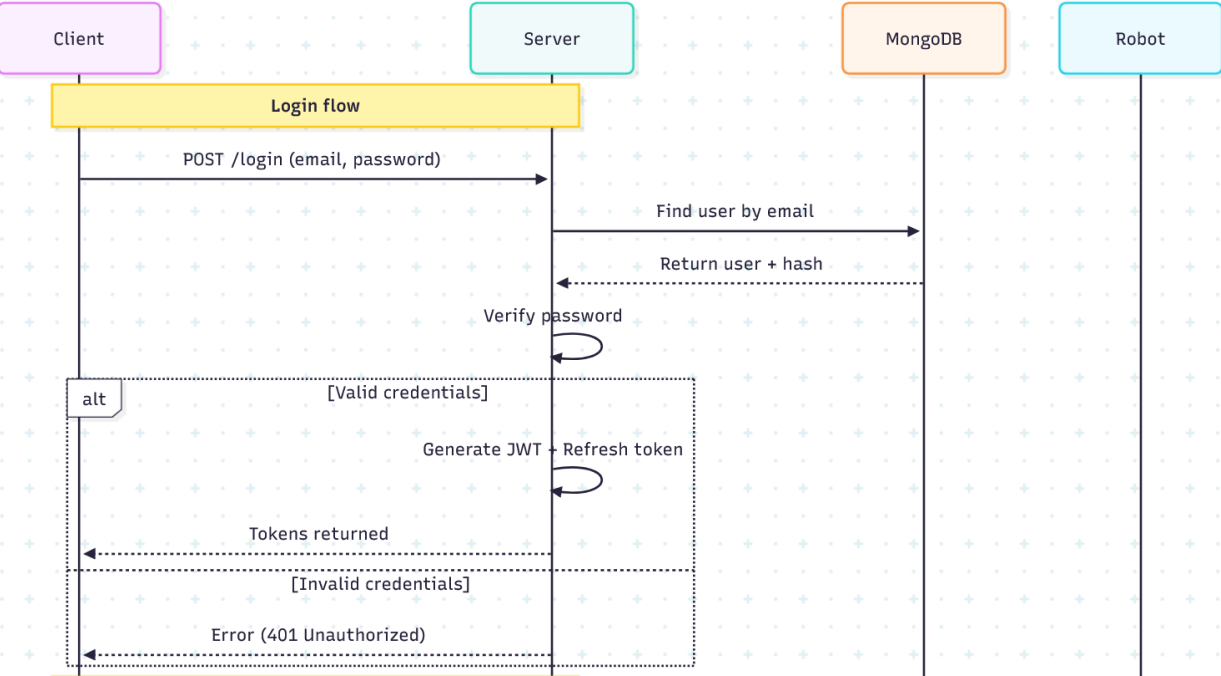 Client
Server
MongoDB
Robot
Login flow
POST /login (email, password)
Find user by email
Return user + hash
Verify password
alt
[Valid credentials]
Generate JWT + Refresh token
Tokens returned
[Invalid credentials]
Error (401 Unauthorized)